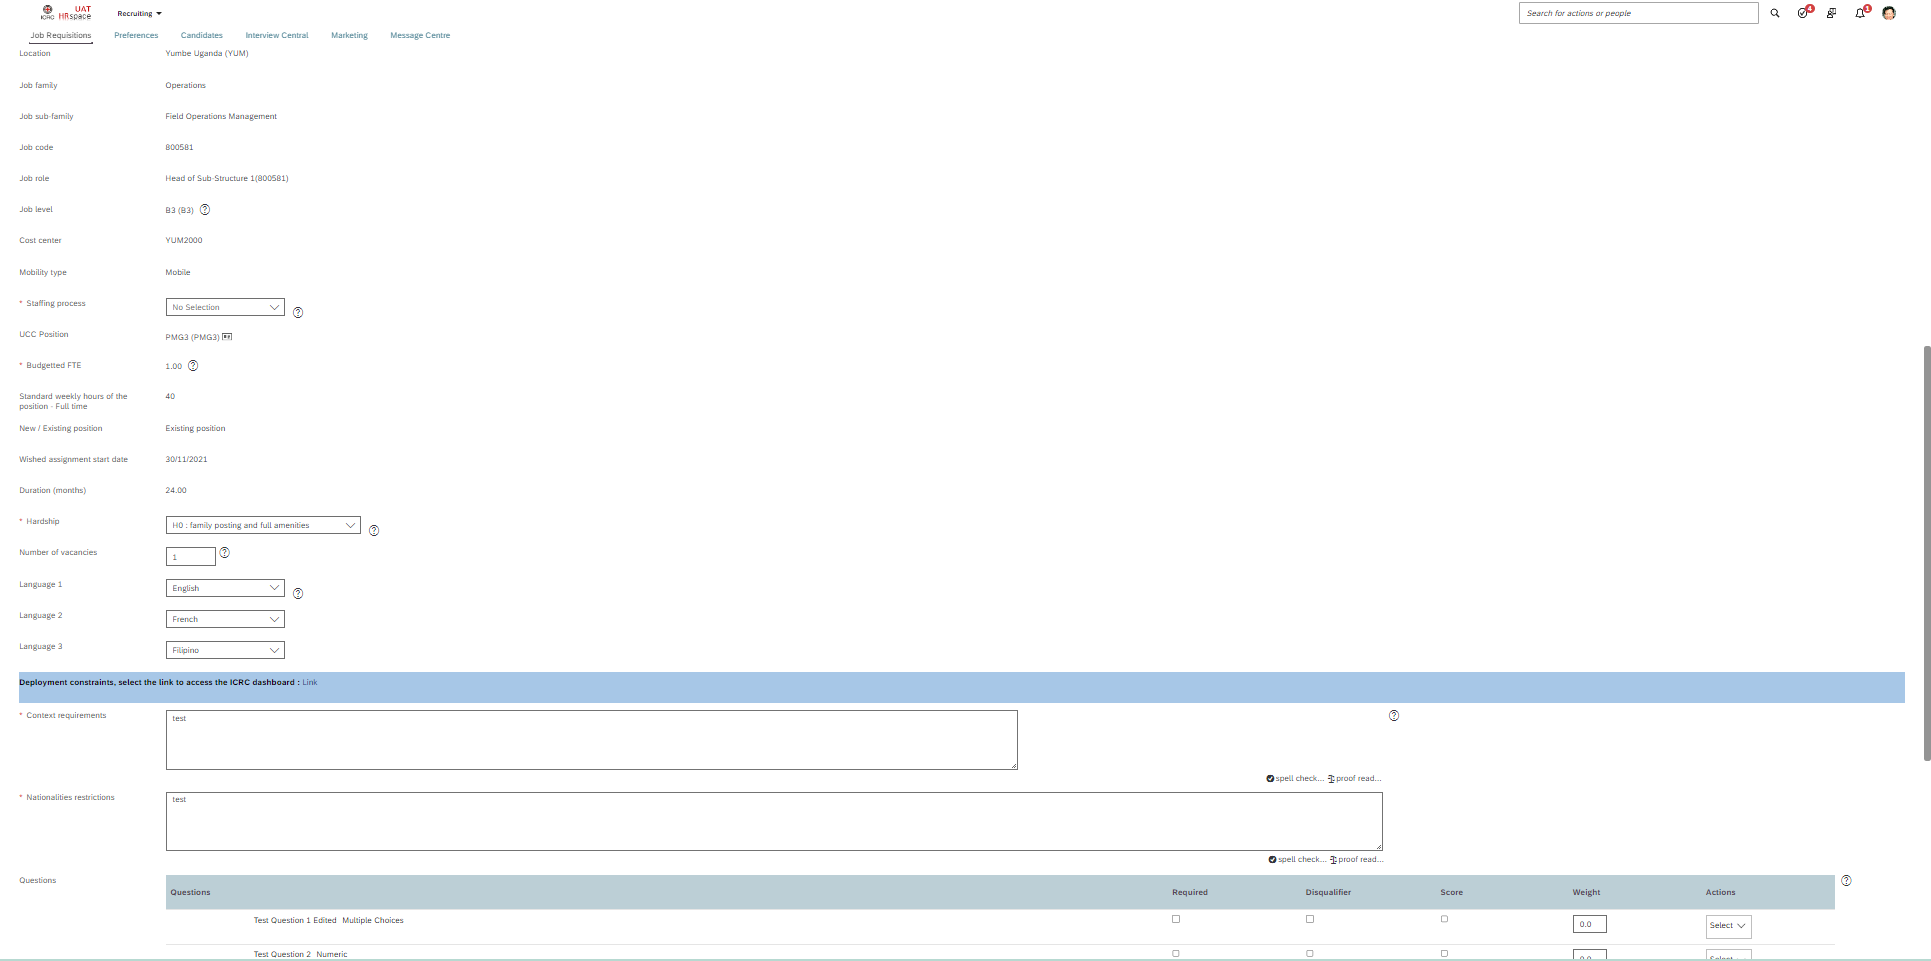 ICRC UAT HRspace Recruiting Search for actions or people 4 1
Job Requisitions Preferences Candidates Interview Central Marketing Message Centre
Location Yumbe Uganda (YUM)
Job family Operations
Job sub-family Field Operations Management
Job code 800581
Job role Head of Sub-Structure 1(800581)
Job level B3 (B3) ?
Cost center YUM2000
Mobility type Mobile
* Staffing process No Selection ?
UCC Position PMG3 (PMG3)
* Budgetted FTE 1.00 ?
Standard weekly hours of the position - Full time 40
New / Existing position Existing position
Wished assignment start date 30/11/2021
Duration (months) 24.00
* Hardship H0 : family posting and full amenities ?
Number of vacancies 1 ?
Language 1 English ?
Language 2 French
Language 3 Filipino
Deployment constraints, select the link to access the ICRC dashboard : Link
* Context requirements test ?
spell check... proof read...
* Nationalities restrictions test
spell check... proof read...
Questions ?
Questions Required Disqualifier Score Weight Actions
Test Question 1 Edited Multiple Choices 0.0 Select
Test Question 2 Numeric 0.0 Select